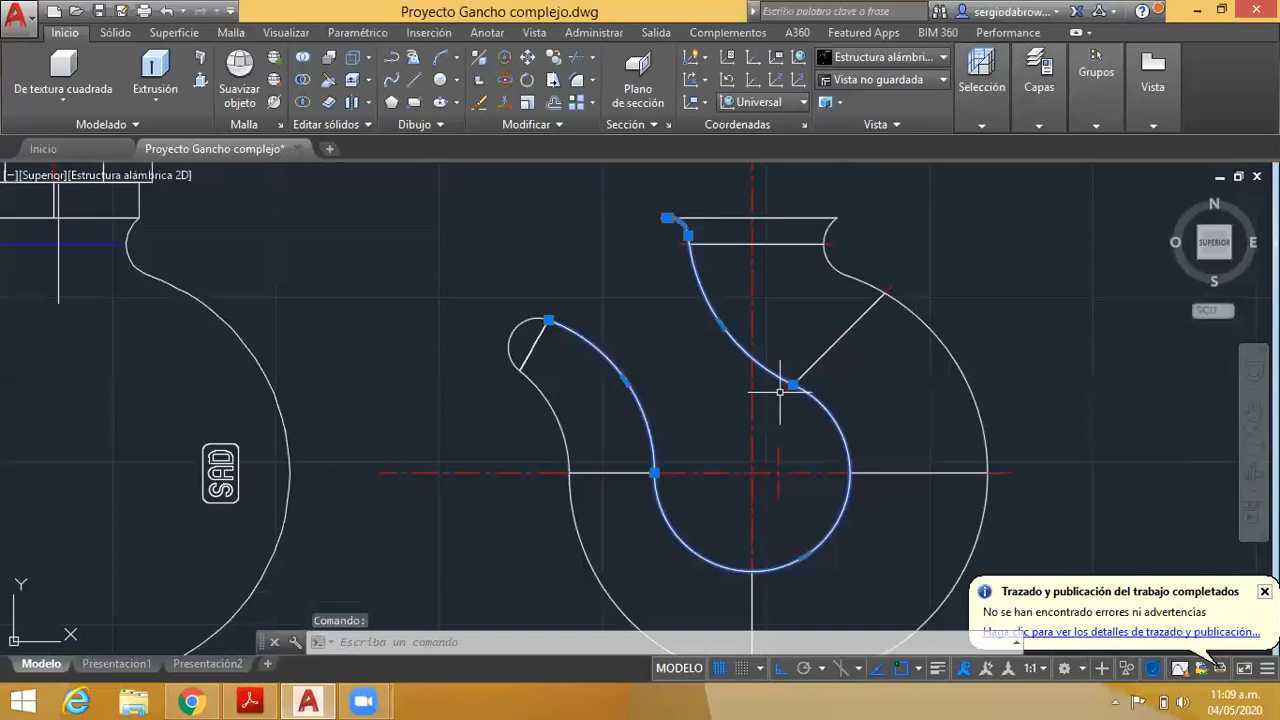 Proyecto Gancho complejo.dwg
Escriba palabra clave o frase
sergiodabrow...
Inicio Sólido Superficie Malla Visualizar Paramétrico Inserción Anotar Vista Administrar Salida Complementos A360 Featured Apps BIM 360 Performance
De textura cuadrada
Extrusión
Suavizar objeto
Plano de sección
Universal
Estructura alámbri...
Vista no guardada
Selección
Capas
Grupos
Vista
Modelado Malla Editar sólidos Dibujo Modificar Sección Coordenadas Vista
Inicio
Proyecto Gancho complejo*
[−][Superior][Estructura alámbrica 2D]
N
O
SUPERIOR
E
S
SCU
SAD
Y
X
Trazado y publicación del trabajo completados
No se han encontrado errores ni advertencias
Haga clic para ver los detalles de trazado y publicación...
Comando:
Escriba un comando
Modelo Presentación1 Presentación2
MODELO
1:1
11:09 a.m.
04/05/2020